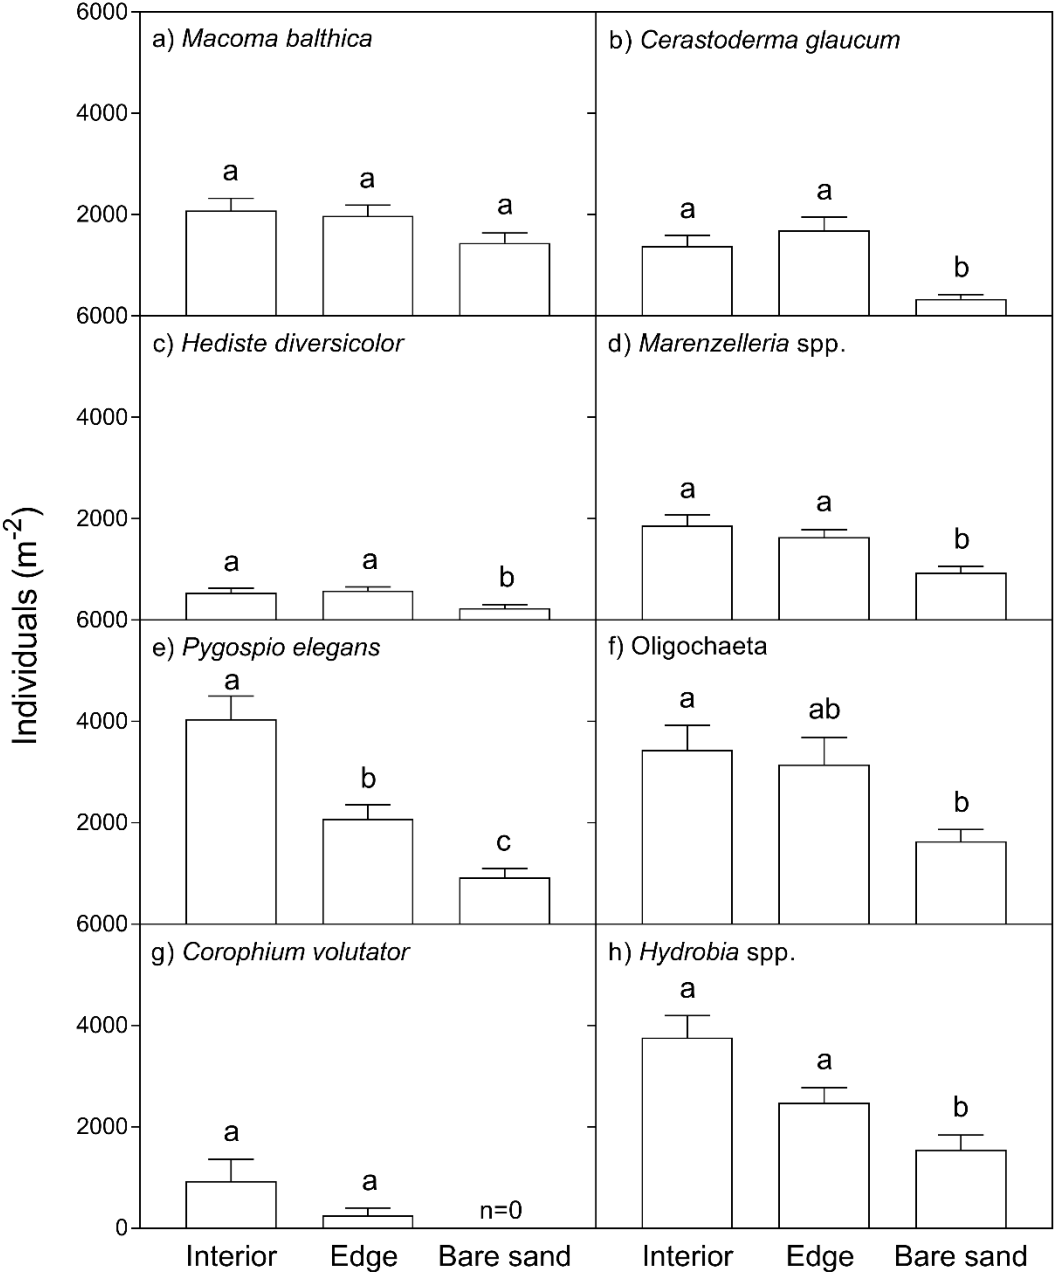 Individuals (m-2)
6000
a) Macoma balthica
b) Cerastoderma glaucum
4000
a
a
a
a
a
b
2000
6000
c) Hediste diversicolor
d) Marenzelleria spp.
4000
2000
a
a
b
a
a
b
6000
e) Pygospio elegans
f) Oligochaeta
a
b
c
a
ab
b
4000
2000
6000
g) Corophium volutator
h) Hydrobia spp.
4000
2000
a
a
n=0
a
a
b
0
Interior Edge Bare sand Interior Edge Bare sand